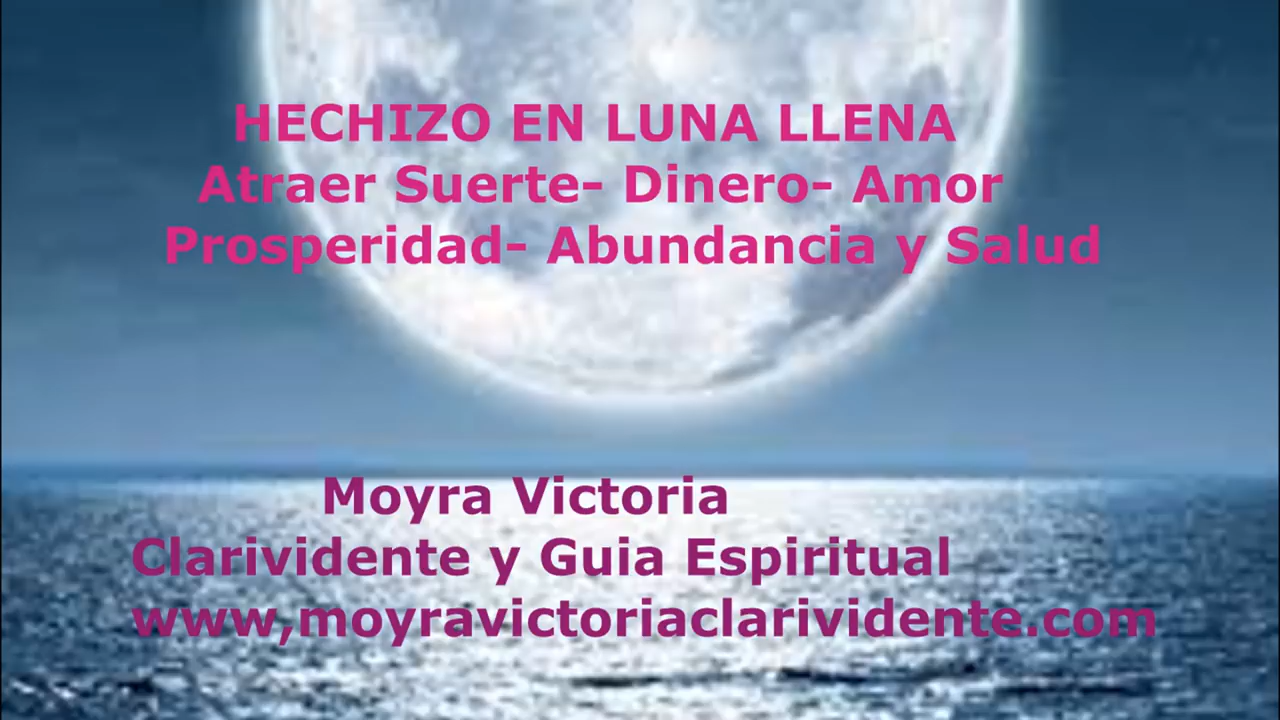 HECHIZO EN LUNA LLENA
Atraer Suerte- Dinero- Amor
Prosperidad- Abundancia y Salud
Moyra Victoria
Clarividente y Guia Espiritual
www,moyravictoriaclarividente.com